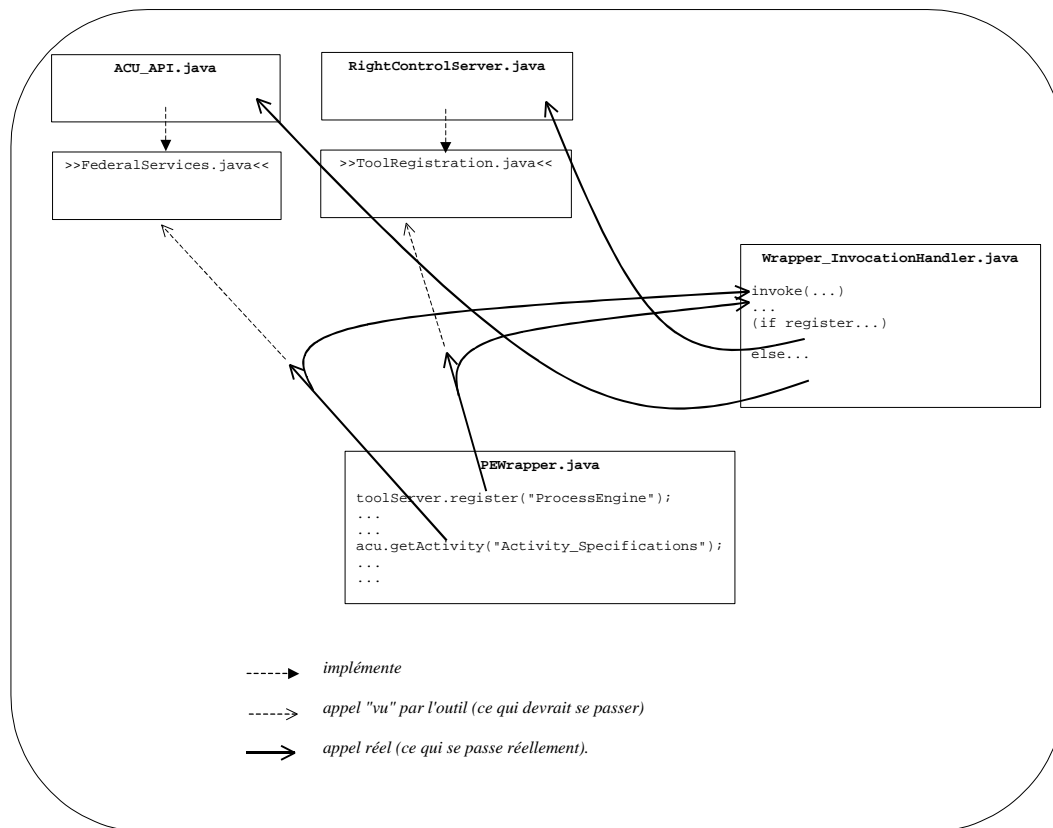 ACU_API.java
RightControlServer.java
>>FederalServices.java<<
>>ToolRegistration.java<<
Wrapper_InvocationHandler.java
invoke(...)
...
(if register...)
else...
PEWrapper.java
toolServer.register("ProcessEngine");
...
...
acu.getActivity("Activity_Specifications");
...
...
implémente
appel "vu" par l'outil (ce qui devrait se passer)
appel réel (ce qui se passe réellement).